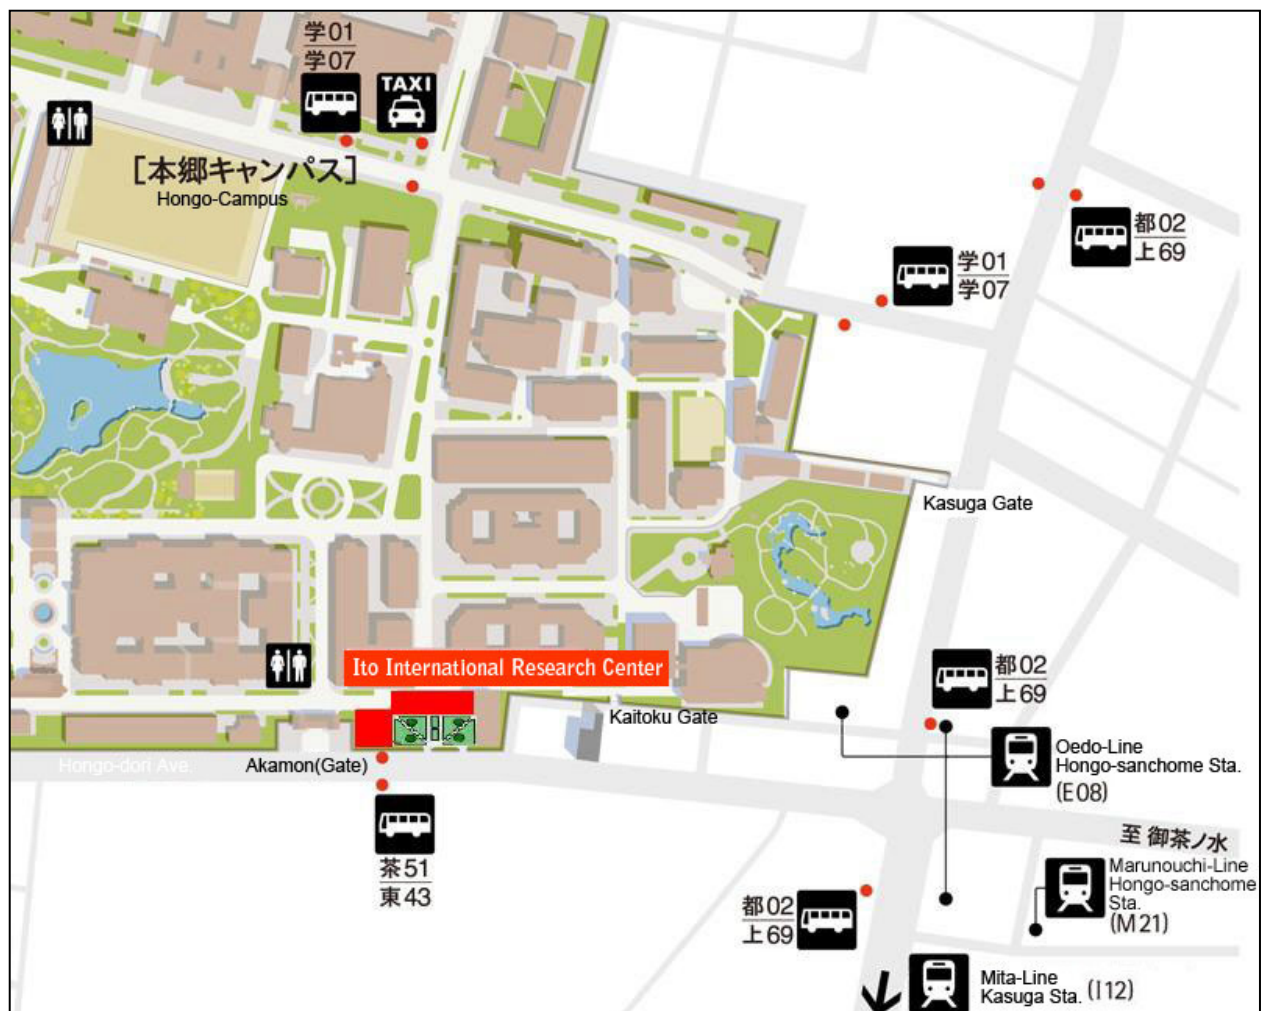 学01
学07
TAXI
[本郷キャンパス]
Hongo-Campus
都02
上69
学01
学07
Kasuga Gate
Ito International Research Center
都02
上69
Kaitoku Gate
Oedo-Line
Hongo-sanchome Sta.
(E08)
Hongo-dori Ave.
Akamon(Gate)
茶51
東43
至 御茶ノ水
Marunouchi-Line
Hongo-sanchome
Sta.
(M21)
都02
上69
Mita-Line
Kasuga Sta. (I12)